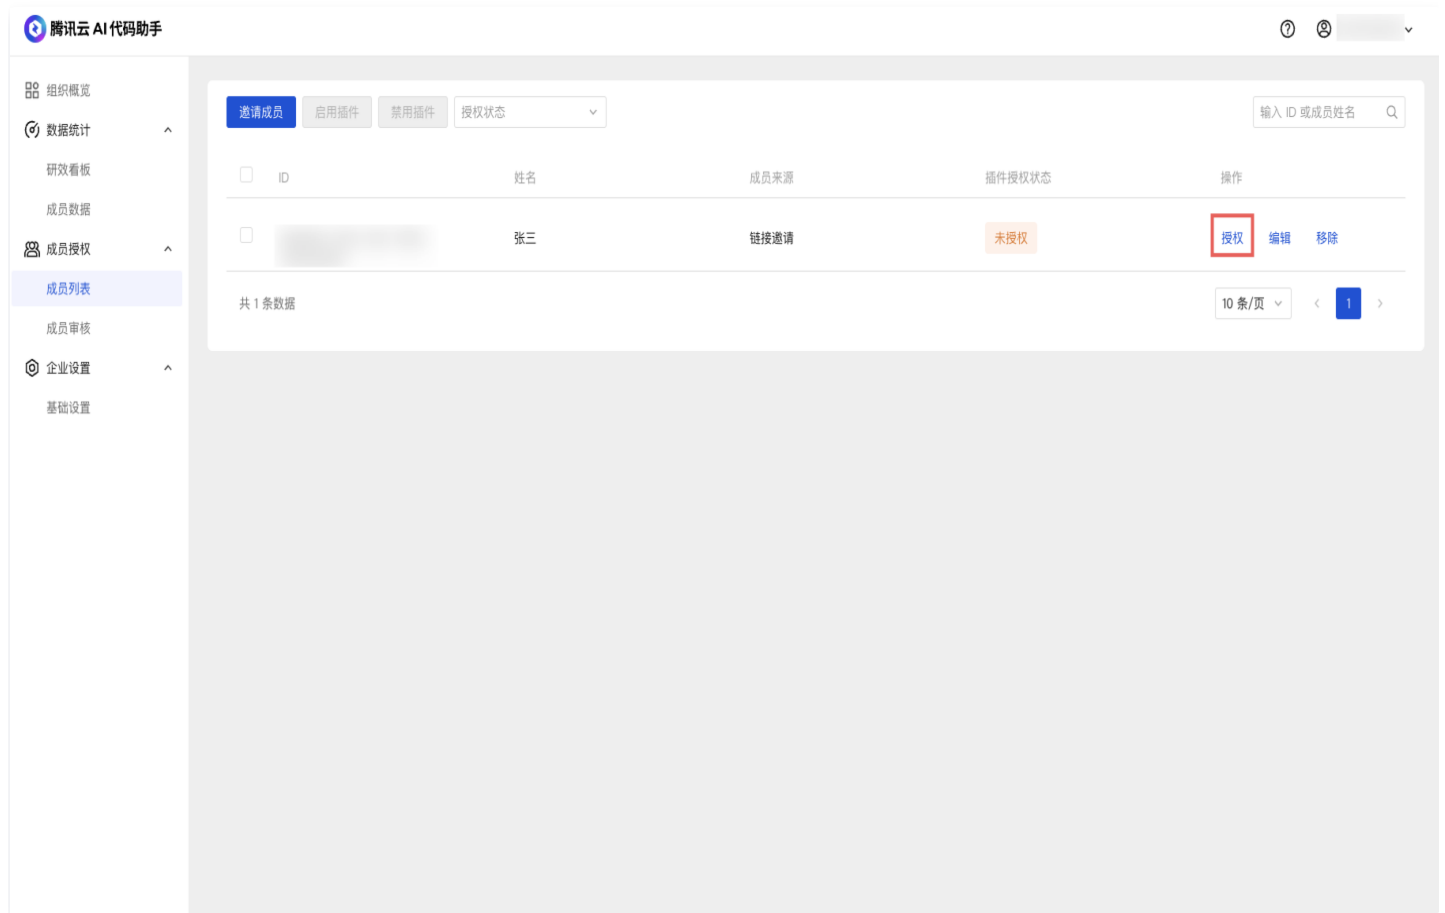 腾讯云 AI 代码助手
组织概览
数据统计
研效看板
成员数据
成员授权
成员列表
成员审核
企业设置
基础设置
邀请成员 启用插件 禁用插件 授权状态 输入 ID 或成员姓名
ID 姓名 成员来源 插件授权状态 操作
张三 链接邀请 未授权 授权 编辑 移除
共 1 条数据 10 条/页 1